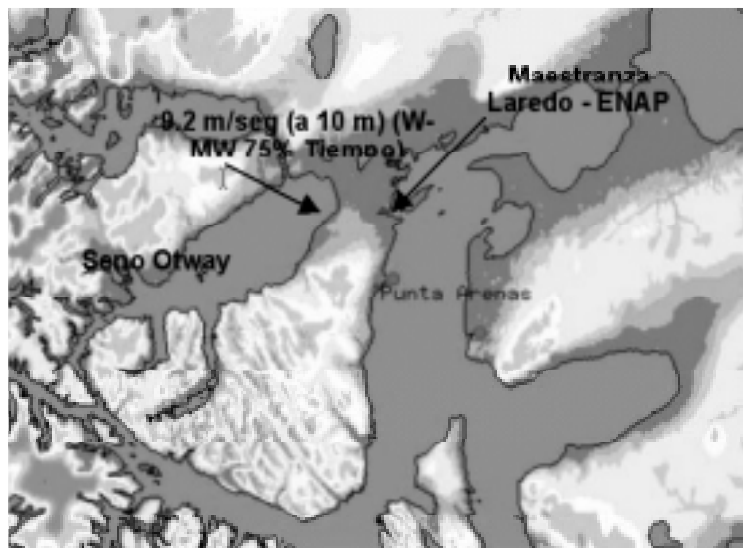 Maestranza
Laredo - ENAP
9.2 m/seg (a 10 m) (W-
MW 75% Tiempo)
Seno Otway
Punta Arenas